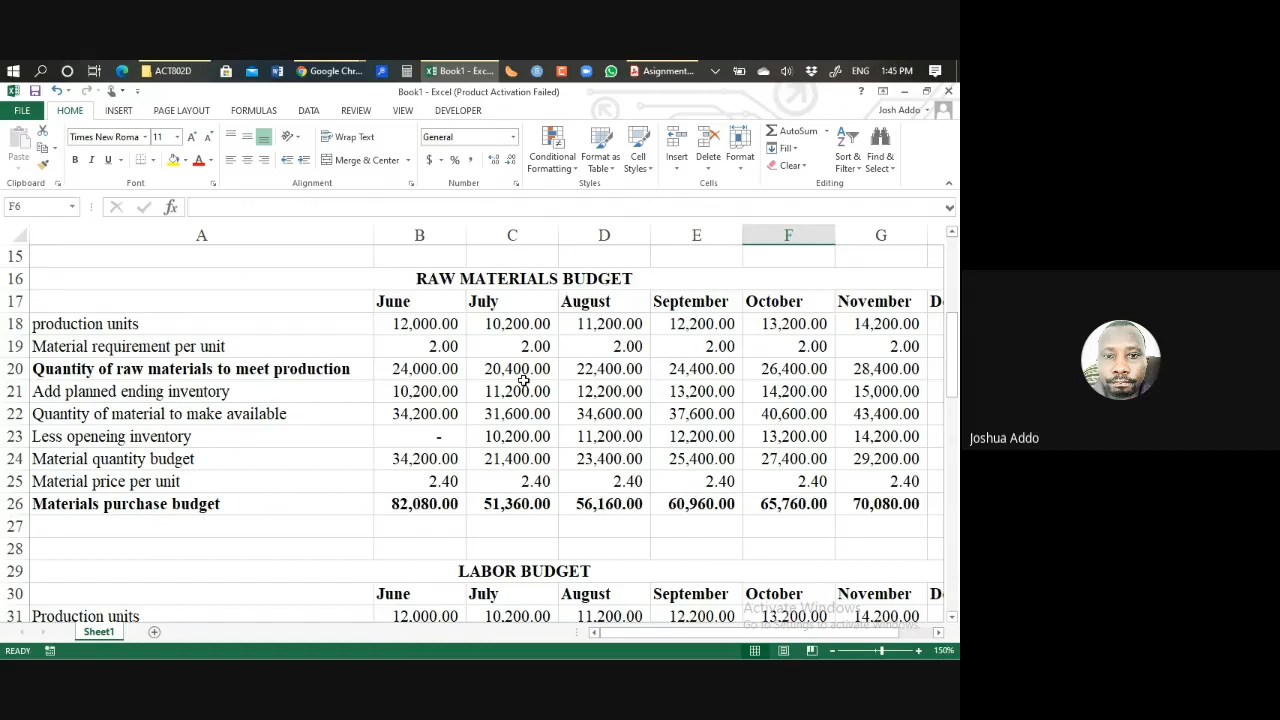 ACT802D
Google Chr...
Book1 - Exc...
Asignment...
ENG
1:45 PM
Book1 - Excel (Product Activation Failed)
FILE HOME INSERT PAGE LAYOUT FORMULAS DATA REVIEW VIEW DEVELOPER
Josh Addo
Paste
Times New Roma 11
B I U
Wrap Text
Merge & Center
General
$ % ,
Conditional Formatting
Format as Table
Cell Styles
Insert
Delete
Format
AutoSum
Fill
Clear
Sort & Filter
Find & Select
Clipboard Font Alignment Number Styles Cells Editing
F6
fx
A B C D E F G
15
16 RAW MATERIALS BUDGET
17 June July August September October November D
18 production units 12,000.00 10,200.00 11,200.00 12,200.00 13,200.00 14,200.00
19 Material requirement per unit 2.00 2.00 2.00 2.00 2.00 2.00
20 Quantity of raw materials to meet production 24,000.00 20,400.00 22,400.00 24,400.00 26,400.00 28,400.00
21 Add planned ending inventory 10,200.00 11,200.00 12,200.00 13,200.00 14,200.00 15,000.00
22 Quantity of material to make available 34,200.00 31,600.00 34,600.00 37,600.00 40,600.00 43,400.00
23 Less openeing inventory - 10,200.00 11,200.00 12,200.00 13,200.00 14,200.00
24 Material quantity budget 34,200.00 21,400.00 23,400.00 25,400.00 27,400.00 29,200.00
25 Material price per unit 2.40 2.40 2.40 2.40 2.40 2.40
26 Materials purchase budget 82,080.00 51,360.00 56,160.00 60,960.00 65,760.00 70,080.00
27
28
29 LABOR BUDGET
30 June July August September October November D
31 Production units 12,000.00 10,200.00 11,200.00 12,200.00 13,200.00 14,200.00
Activate Windows
Go to Settings to activate Windows.
Sheet1
READY
150%
Joshua Addo